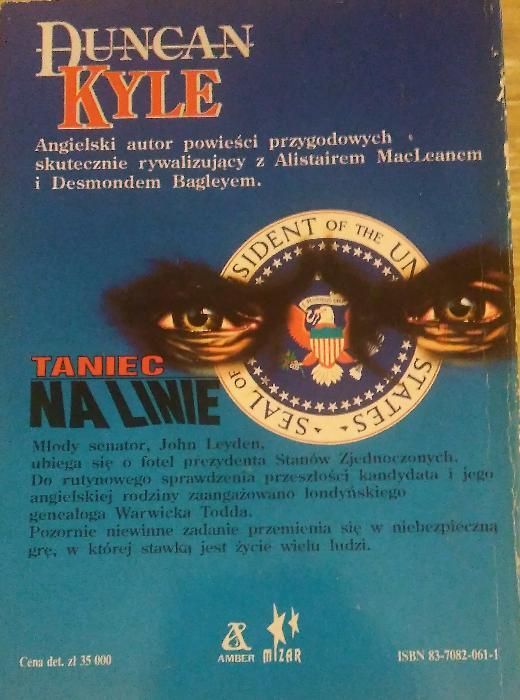 DUNCAN
KYLE
Angielski autor powieści przygodowych
skutecznie rywalizujący z Alistairem MacLeanem
i Desmondem Bagleyem.
SIDENT OF THE UN
STATES
SEAL OF
TANIEC
NA LINIE
Młody senator, John Leyden,
ubiega się o fotel prezydenta Stanów Zjednoczonych.
Do rutynowego sprawdzenia przeszłości kandydata i jego
angielskiej rodziny zaangażowano londyńskiego
genealoga Warwicka Todda.
Pozornie niewinne zadanie przemienia się w niebezpieczną
grę, w której stawką jest życie wielu ludzi.
AMBER
MIZAR
Cena det. zł 35 000
ISBN 83-7082-061-1